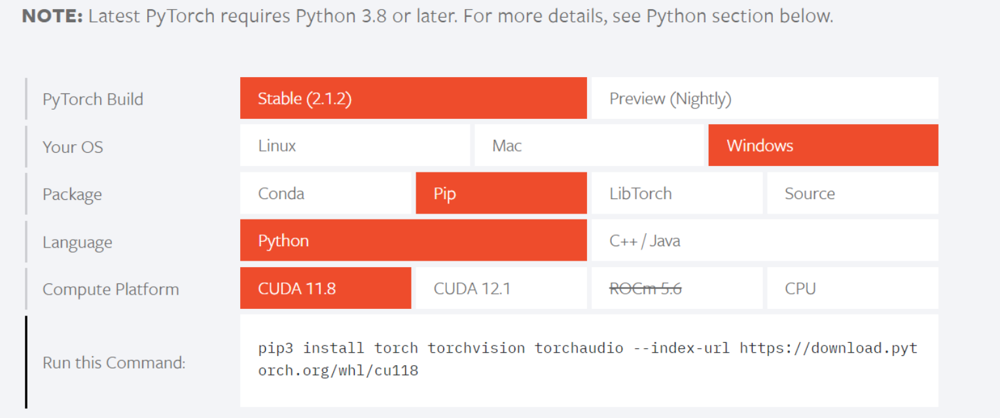 NOTE: Latest PyTorch requires Python 3.8 or later. For more details, see Python section below.
PyTorch Build
Stable (2.1.2)
Preview (Nightly)
Your OS
Linux
Mac
Windows
Package
Conda
Pip
LibTorch
Source
Language
Python
C++ / Java
Compute Platform
CUDA 11.8
CUDA 12.1
ROCm 5.6
CPU
Run this Command:
pip3 install torch torchvision torchaudio --index-url https://download.pyt
orch.org/whl/cu118